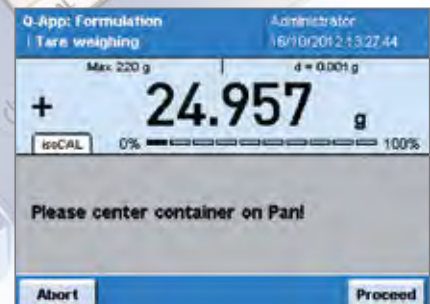 Q-App: Formulation Administrator
| Tare weighing 16/10/2012 13:27:44
Max 220 g d = 0.001 g
+ 24.957 g
isoCAL 0% 100%
Please center container on Pan!
Abort Proceed